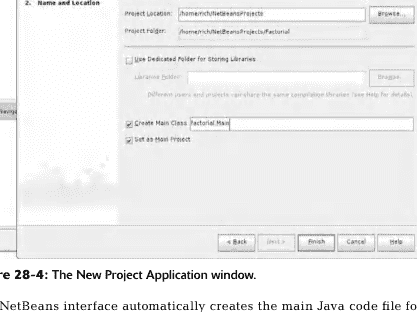 2. Name and Location
Project Location: /home/rich/NetBeansProjects Browse...
Project Folger: /home/rich/NetBeansProjects/Factorial
Use Dedicated Folder for Storing Libraries
Libraries Folder: Browse...
Different users and projects can share the same compilation libraries (see Help for details).
Create Main Class factorial.Main
Set as Main Project
< Back Next > Finish Cancel Help
re 28-4: The New Project Application window.
NetBeans interface automatically creates the main Java code file fo